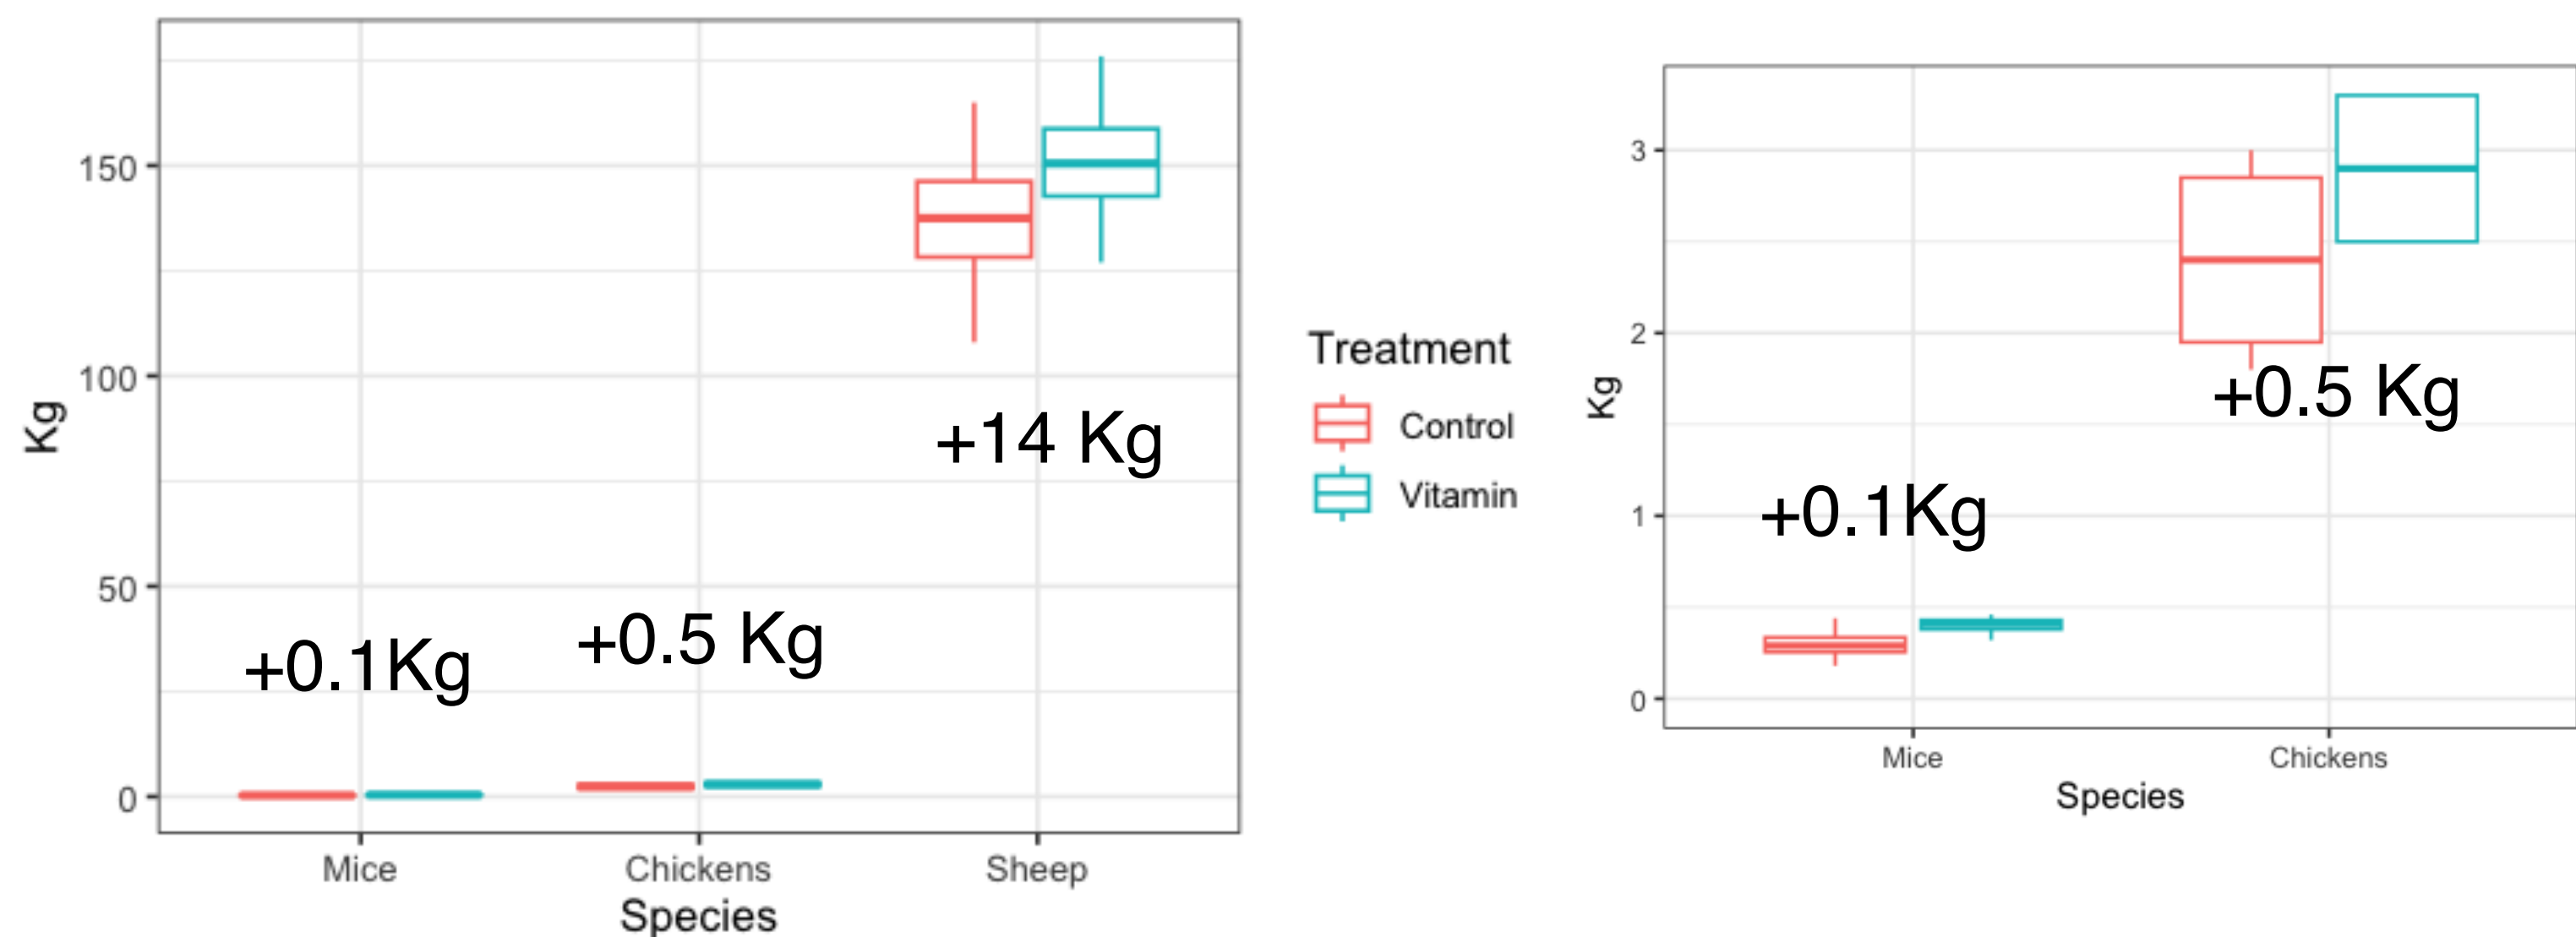 150
100
50
0
Kg
+0.1Kg
+0.5 Kg
+14 Kg
Mice
Chickens
Sheep
Species
Treatment
Control
Vitamin
3
2
1
0
Kg
+0.1Kg
+0.5 Kg
Mice
Chickens
Species